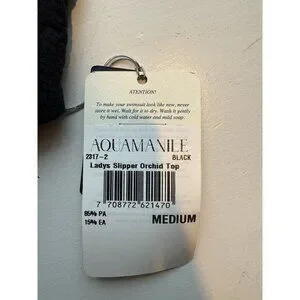 ATENTION!
To make your swimsuit look like new, never
store it wet. Wait for it to dry. Wash it gently
by hand with cold water and mild soap.
AQUAMANILE
2317-2 BLACK
Ladys Slipper Orchid Top
7 708772 621470
85% PA
15% EA MEDIUM